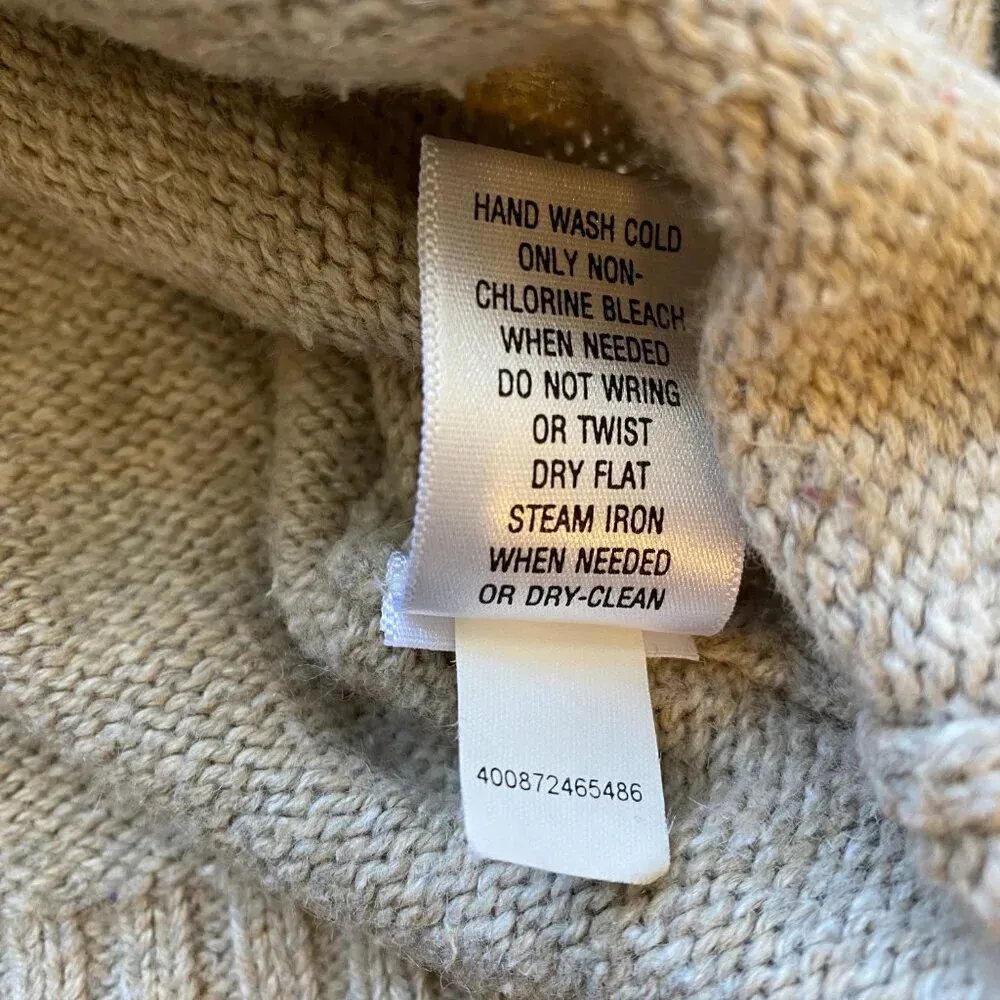 HAND WASH COLD
ONLY NON-
CHLORINE BLEACH
WHEN NEEDED
DO NOT WRING
OR TWIST
DRY FLAT
STEAM IRON
WHEN NEEDED
OR DRY-CLEAN
400872465486